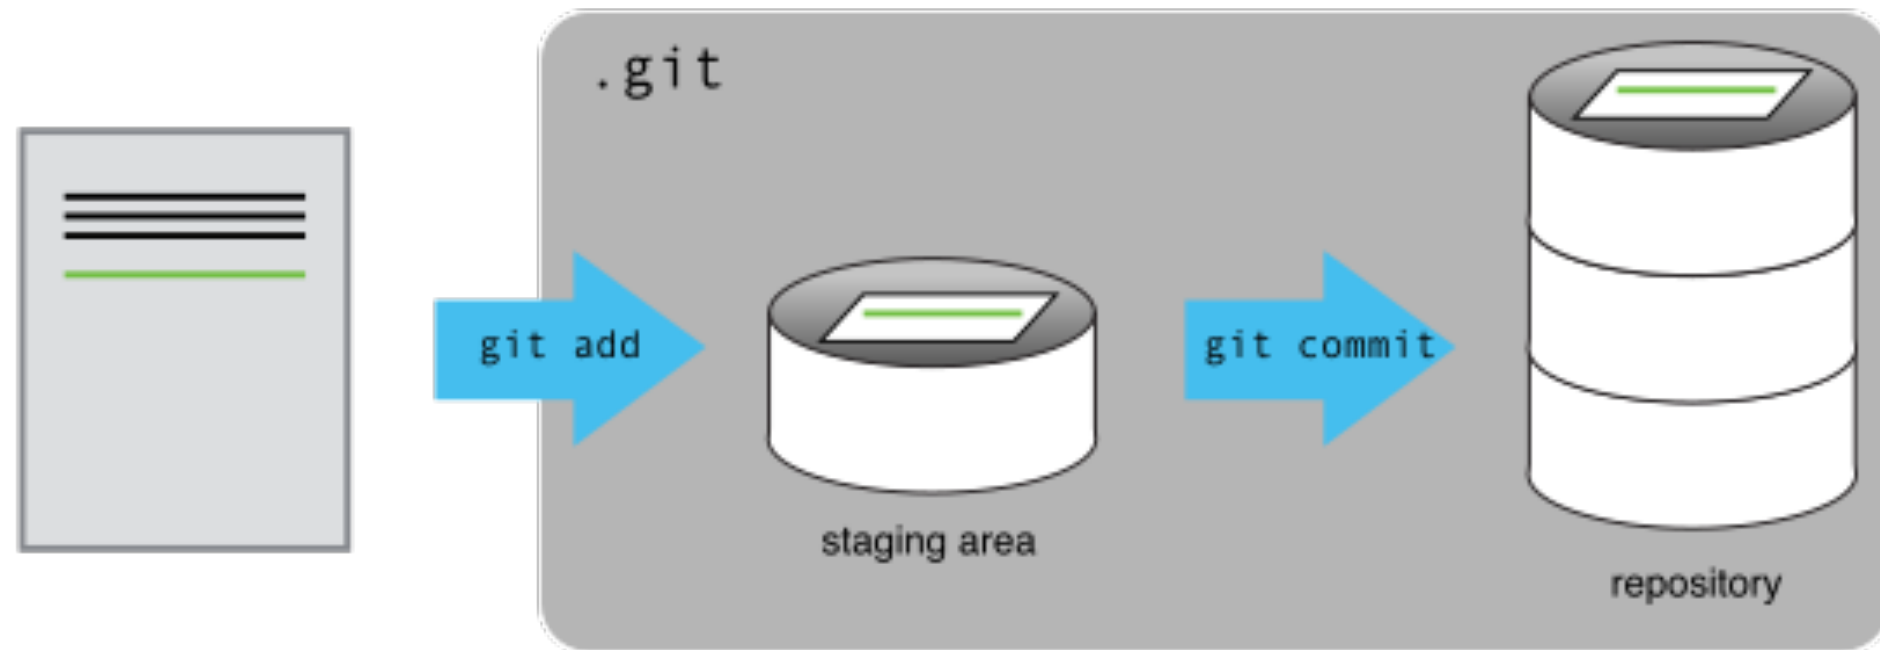 .git
git add
git commit
staging area
repository